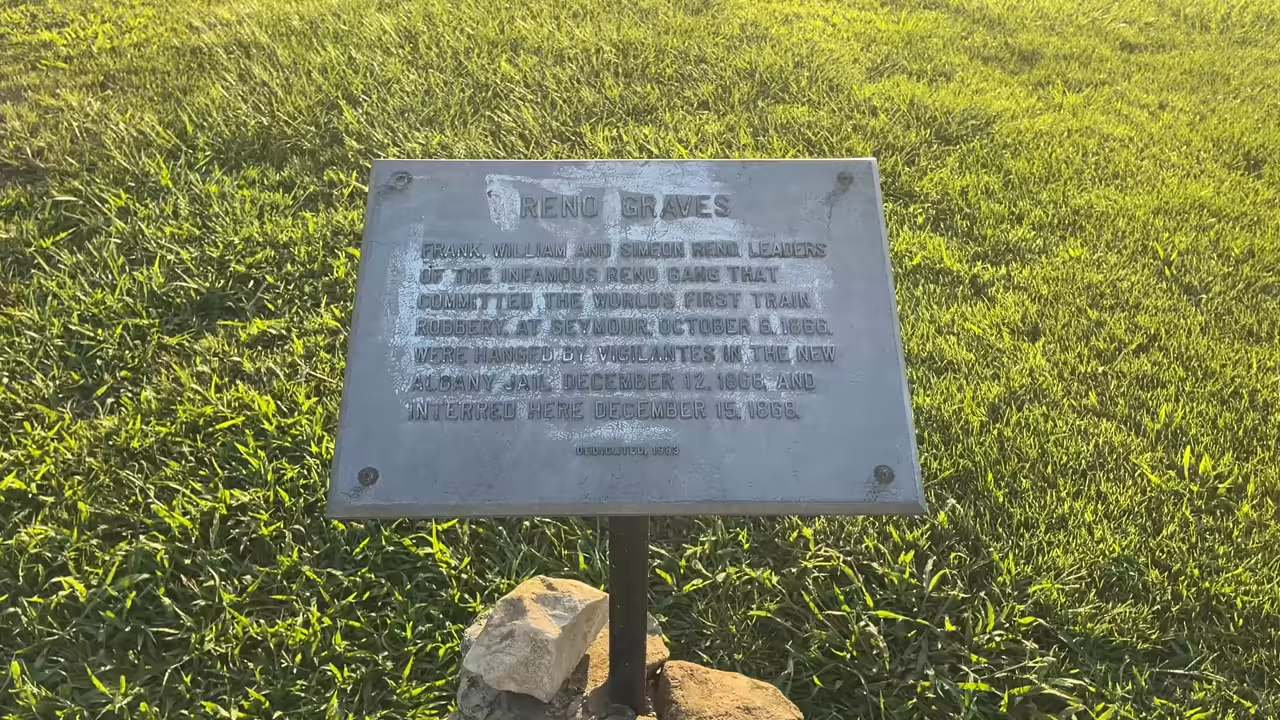 RENO GRAVES
FRANK, WILLIAM AND SIMEON RENO, LEADERS
OF THE INFAMOUS RENO GANG THAT
COMMITTED THE WORLD'S FIRST TRAIN
ROBBERY, AT SEYMOUR, OCTOBER 6, 1866,
WERE HANGED BY VIGILANTES IN THE NEW
ALBANY JAIL, DECEMBER 12, 1868, AND
INTERRED HERE DECEMBER 15, 1868.
DEDICATED, 1983